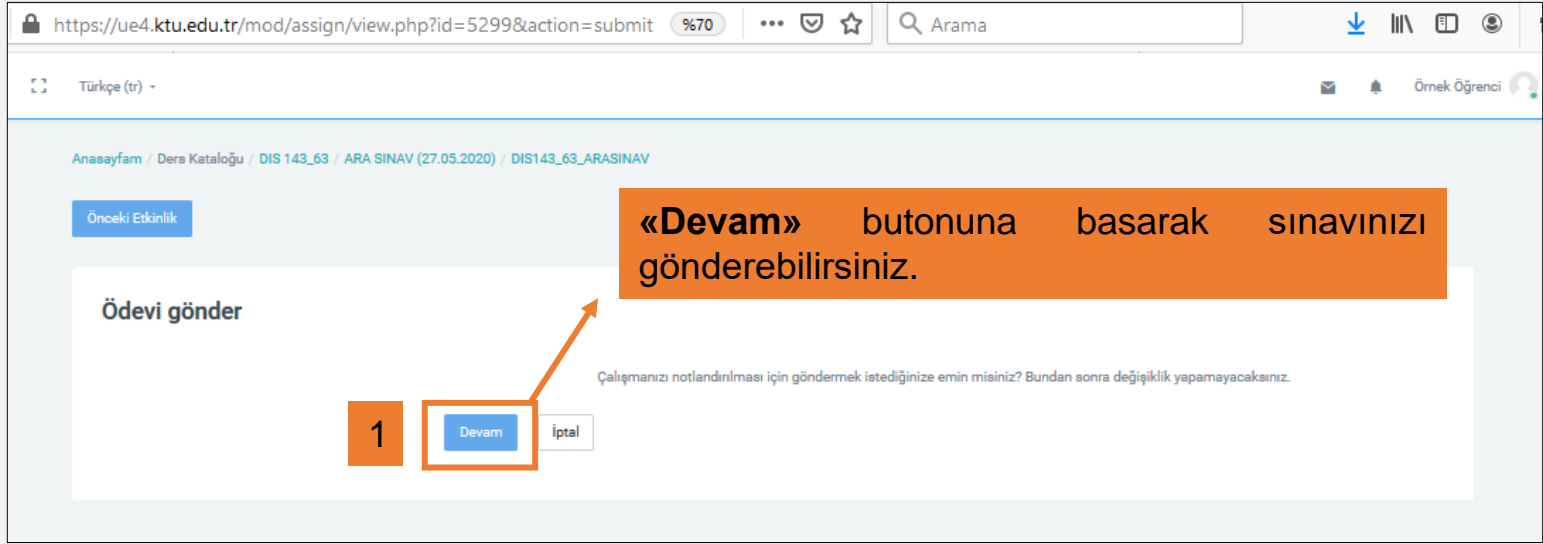 https://ue4.ktu.edu.tr/mod/assign/view.php?id=5299&action=submit %70 Arama
Türkçe (tr)
Örnek Öğrenci
Anasayfam / Ders Kataloğu / DIS 143_63 / ARA SINAV (27.05.2020) / DIS143_63_ARASINAV
Önceki Etkinlik
«Devam» butonuna basarak sınavınızı
gönderebilirsiniz.
Ödevi gönder
Çalışmanızı notlandırılması için göndermek istediğinize emin misiniz? Bundan sonra değişiklik yapamayacaksınız.
1
Devam İptal